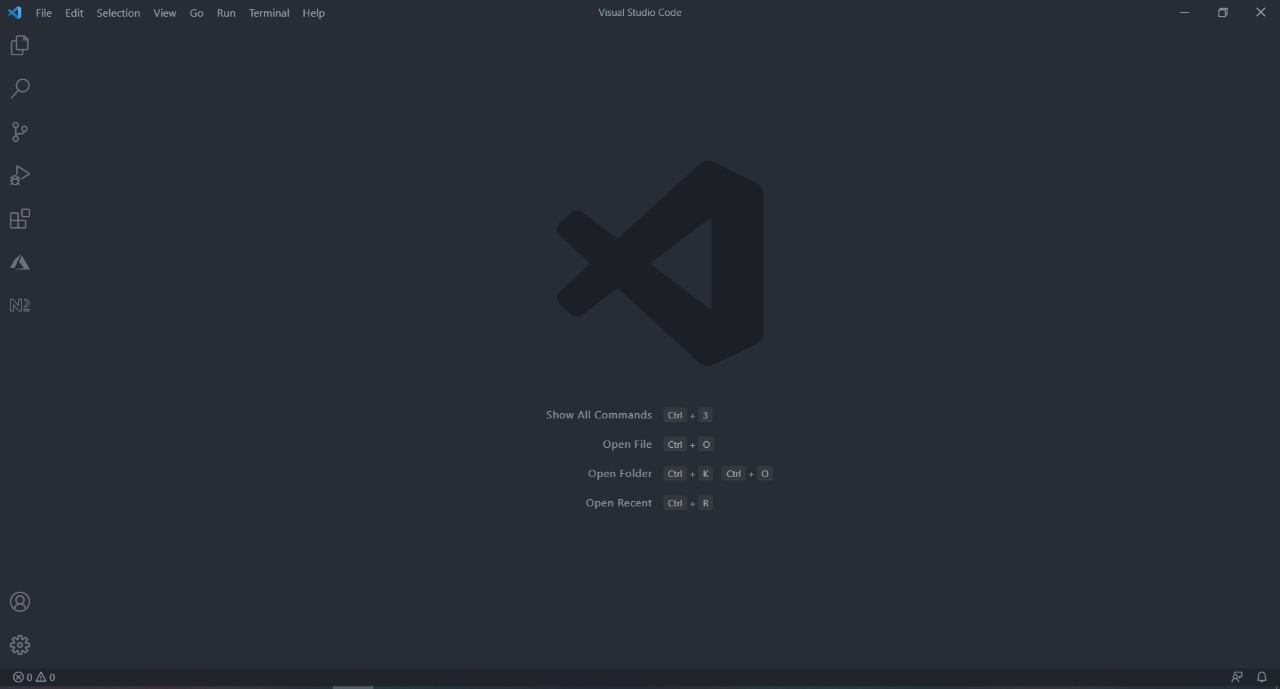 File Edit Selection View Go Run Terminal Help Visual Studio Code
Show All Commands Ctrl + 3
Open File Ctrl + O
Open Folder Ctrl + K Ctrl + O
Open Recent Ctrl + R
0 0